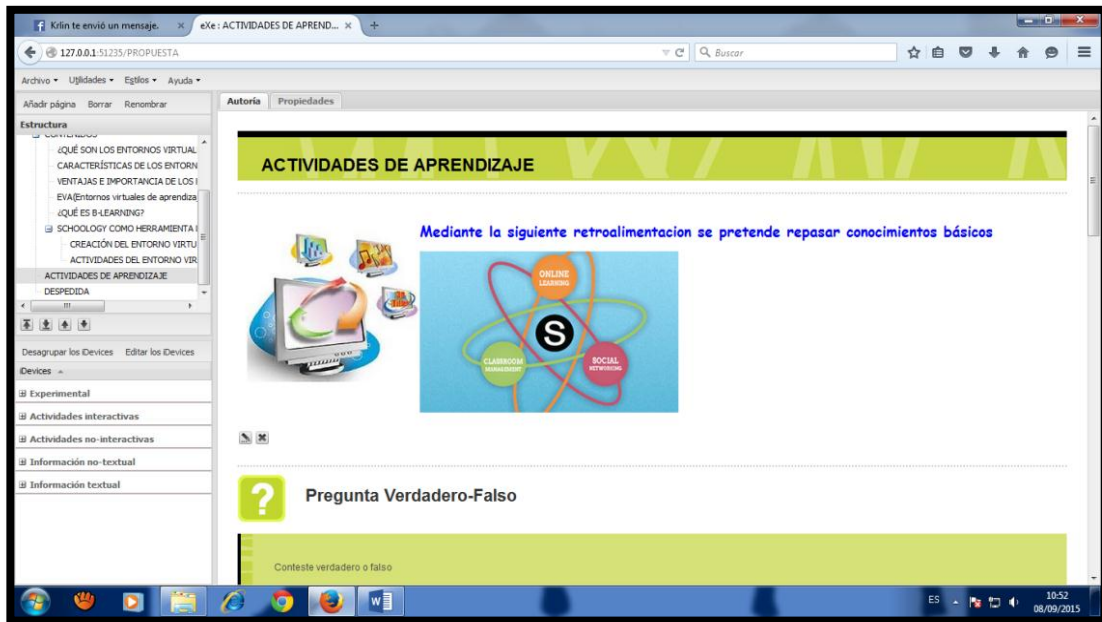 Krlin te envió un mensaje.
eXe : ACTIVIDADES DE APREND...
127.0.0.1:51235/PROPUESTA
Buscar
Archivo Utilidades Estilos Ayuda
Añadir página Borrar Renombrar
Autoría Propiedades
Estructura
CONTENIDOS
¿QUÉ SON LOS ENTORNOS VIRTUAL
CARACTERÍSTICAS DE LOS ENTORN
VENTAJAS E IMPORTANCIA DE LOS
EVA(Entornos virtuales de aprendiza
¿QUÉ ES B-LEARNING?
SCHOOLOGY COMO HERRAMIENTA
CREACIÓN DEL ENTORNO VIRTU
ACTIVIDADES DEL ENTORNO VIR
ACTIVIDADES DE APRENDIZAJE
DESPEDIDA
Desagrupar los iDevices Editar los iDevices
iDevices
Experimental
Actividades interactivas
Actividades no-interactivas
Información no-textual
Información textual
ACTIVIDADES DE APRENDIZAJE
Mediante la siguiente retroalimentacion se pretende repasar conocimientos básicos
ONLINE
LEARNING
S
CLASSROOM
MANAGEMENT
SOCIAL
NETWORKING
Pregunta Verdadero-Falso
Conteste verdadero o falso
ES
10:52
08/09/2015